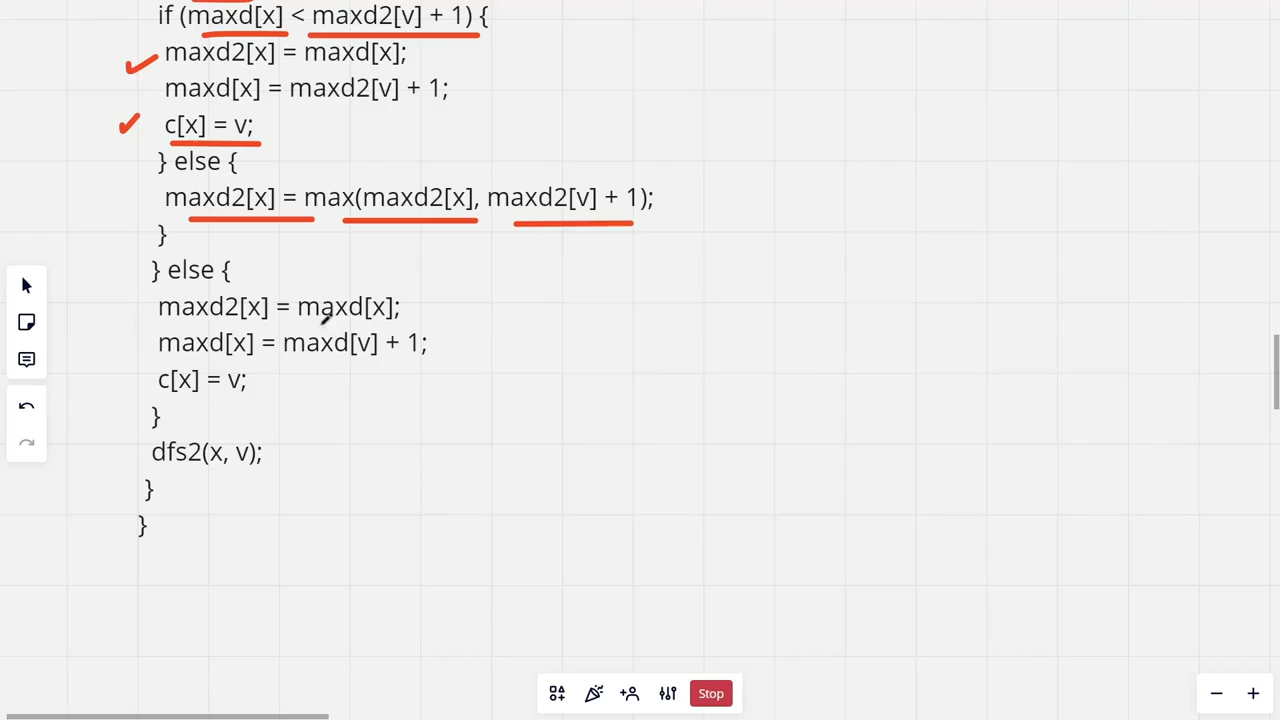 if (maxd[x] < maxd2[v] + 1) {
maxd2[x] = maxd[x];
maxd[x] = maxd2[v] + 1;
c[x] = v;
} else {
maxd2[x] = max(maxd2[x], maxd2[v] + 1);
}
} else {
maxd2[x] = maxd[x];
maxd[x] = maxd[v] + 1;
c[x] = v;
}
dfs2(x, v);
}
}
Stop